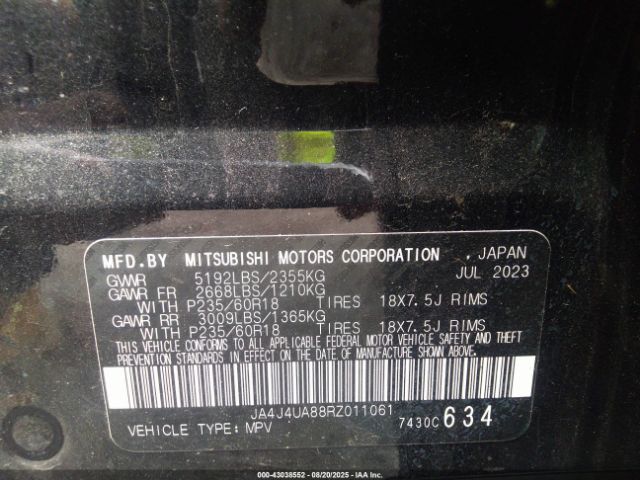 MFD.BY MITSUBISHI MOTORS CORPORATION , JAPAN
GVWR 5192LBS/2355KG JUL 2023
GAWR FR 2668LBS/1210KG
WITH P235/60R18 TIRES 18X7.5J RIMS
GAWR RR 3009LBS/1365KG
WITH P235/60R18 TIRES 18X7.5J RIMS
THIS VEHICLE CONFORMS TO ALL APPLICABLE FEDERAL MOTOR VEHICLE SAFETY AND THEFT
PREVENTION STANDARDS IN EFFECT ON THE DATE OF MANUFACTURE SHOWN ABOVE.
JA4J4UA88RZ011061
VEHICLE TYPE: MPV 7430C 634
000-43038552 - 08/20/2025 - IAA Inc.